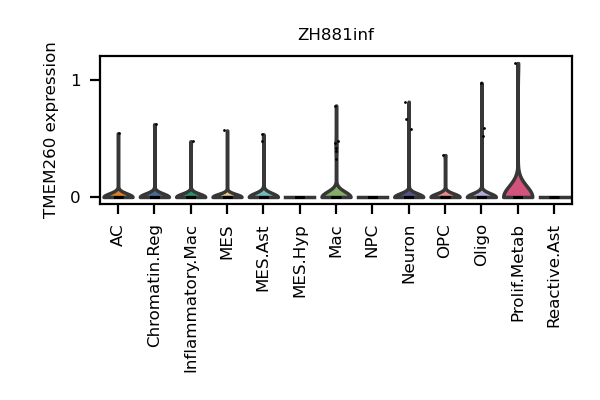 ZH881inf
TMEM260 expression
1
0
AC
Chromatin.Reg
Inflammatory.Mac
MES
MES.Ast
MES.Hyp
Mac
NPC
Neuron
OPC
Oligo
Prolif.Metab
Reactive.Ast